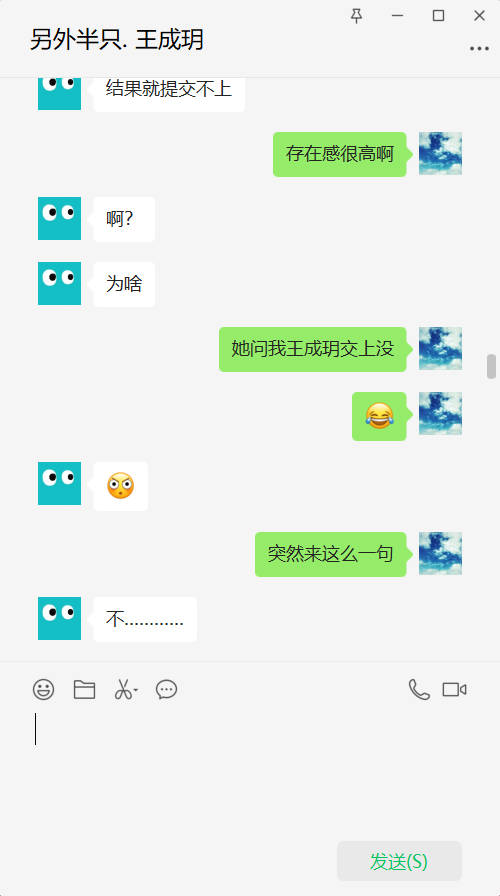 另外半只. 王成玥
结果就提交不上
存在感很高啊
啊？
为啥
她问我王成玥交上没
突然来这么一句
不............
发送(S)